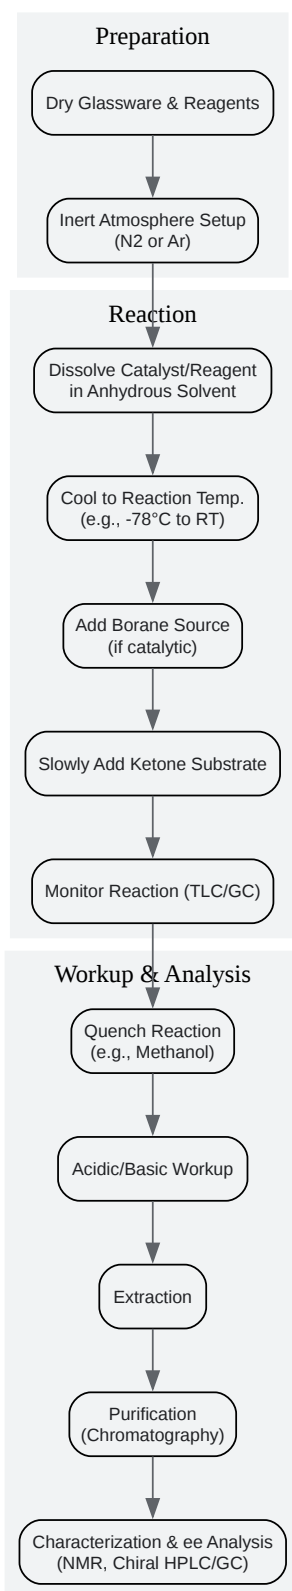 Preparation
Dry Glassware & Reagents
Inert Atmosphere Setup
(N2 or Ar)
Reaction
Dissolve Catalyst/Reagent
in Anhydrous Solvent
Cool to Reaction Temp.
(e.g., -78°C to RT)
Add Borane Source
(if catalytic)
Slowly Add Ketone Substrate
Monitor Reaction (TLC/GC)
Workup & Analysis
Quench Reaction
(e.g., Methanol)
Acidic/Basic Workup
Extraction
Purification
(Chromatography)
Characterization & ee Analysis
(NMR, Chiral HPLC/GC)